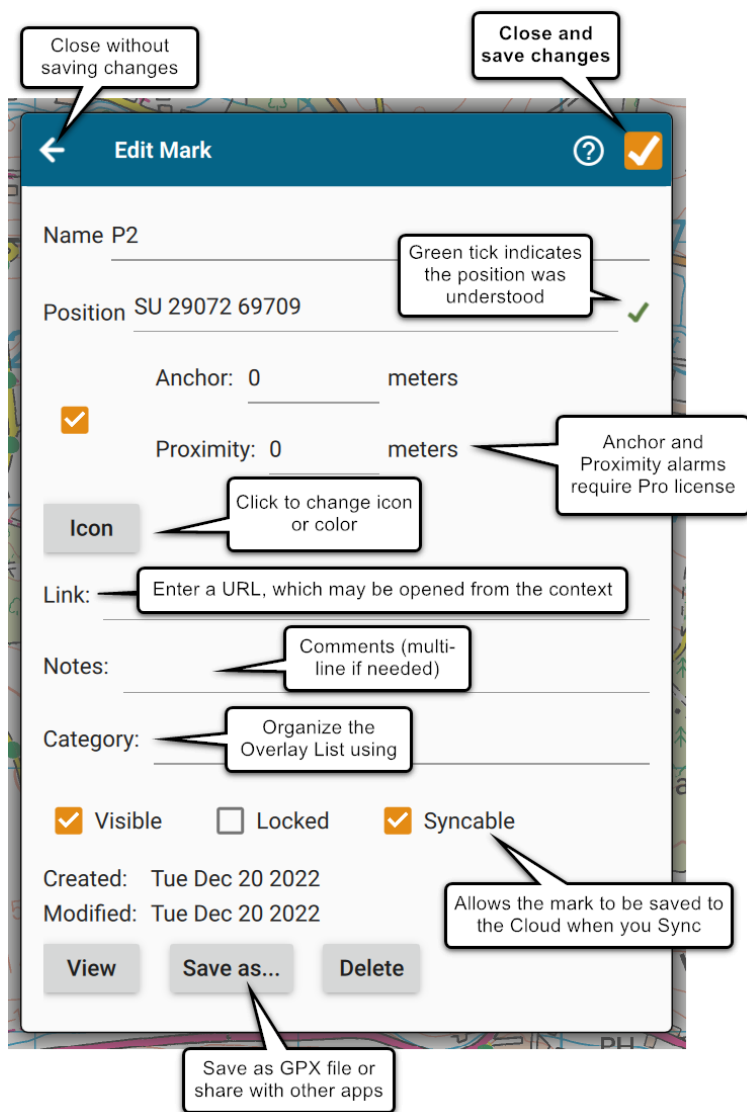 Close without
saving changes
Close and
save changes
Edit Mark
Name P2
Green tick indicates
the position was
understood
Position SU 29072 69709
Anchor: 0 meters
Proximity: 0 meters
Anchor and
Proximity alarms
require Pro license
Click to change icon
or color
Icon
Link: Enter a URL, which may be opened from the context
Comments (multi-
line if needed)
Notes:
Organize the
Overlay List using
Category:
Visible Locked Syncable
Created: Tue Dec 20 2022
Modified: Tue Dec 20 2022
Allows the mark to be saved to
the Cloud when you Sync
View Save as... Delete
PH
Save as GPX file or
share with other apps